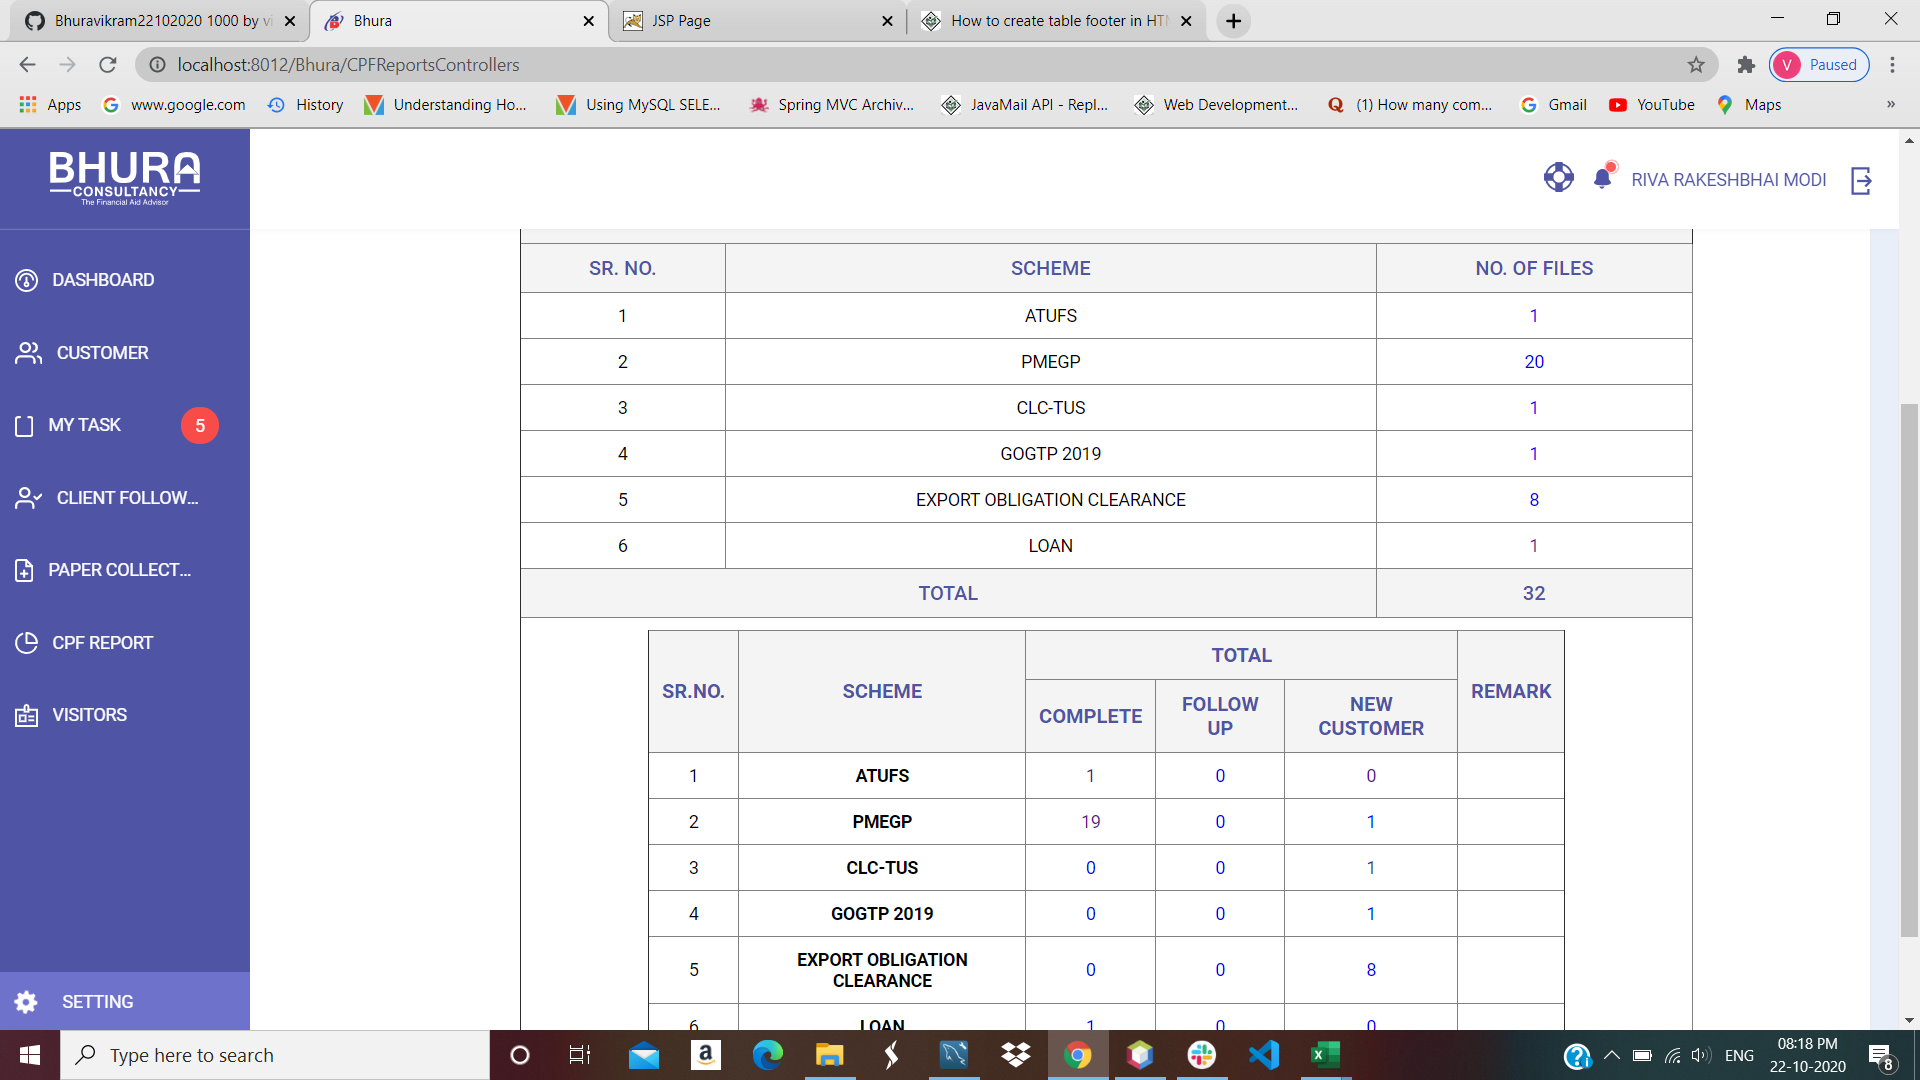 Bhuravikram22102020 1000 by vi
Bhura
JSP Page
How to create table footer in HTM
localhost:8012/Bhura/CPFReportsControllers
V Paused
Apps
www.google.com
History
Understanding Ho...
Using MySQL SELE...
Spring MVC Archiv...
JavaMail API - Repl...
Web Development...
(1) How many com...
Gmail
YouTube
Maps
»
BHURA
CONSULTANCY
The Financial Aid Advisor
RIVA RAKESHBHAI MODI
DASHBOARD
CUSTOMER
MY TASK 5
CLIENT FOLLOW...
PAPER COLLECT...
CPF REPORT
VISITORS
SETTING
SR. NO. SCHEME NO. OF FILES
1 ATUFS 1
2 PMEGP 20
3 CLC-TUS 1
4 GOGTP 2019 1
5 EXPORT OBLIGATION CLEARANCE 8
6 LOAN 1
TOTAL 32
SR.NO. SCHEME TOTAL REMARK
COMPLETE FOLLOW UP NEW CUSTOMER
1 ATUFS 1 0 0
2 PMEGP 19 0 1
3 CLC-TUS 0 0 1
4 GOGTP 2019 0 0 1
5 EXPORT OBLIGATION CLEARANCE 0 0 8
6 LOAN 1 0 0
Type here to search
ENG
08:18 PM
22-10-2020
8